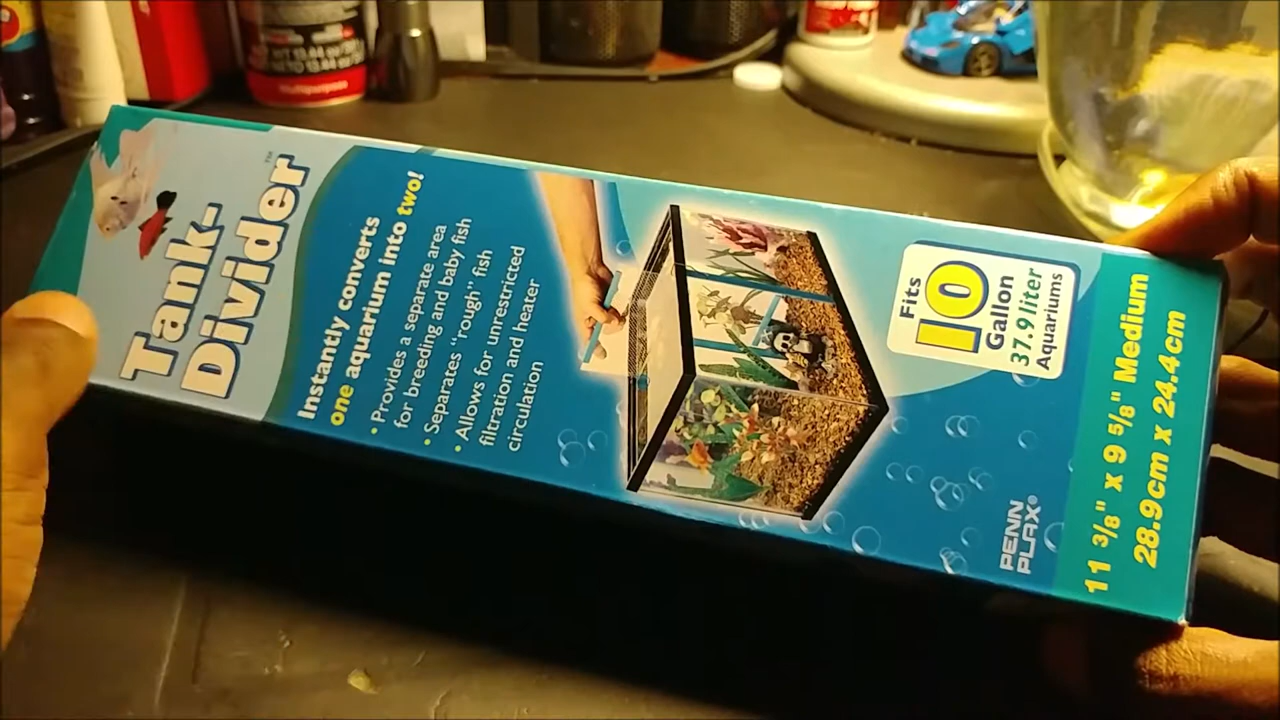 Tank-
Divider™
Instantly converts
one aquarium into two!
• Provides a separate area
for breeding and baby fish
• Separates "rough" fish
• Allows for unrestricted
filtration and heater
circulation
Fits
10
Gallon
37.9 liter
Aquariums
PENN
PLAX®
11 3/8" x 9 5/8" Medium
28.9cm x 24.4cm
Multipurpose